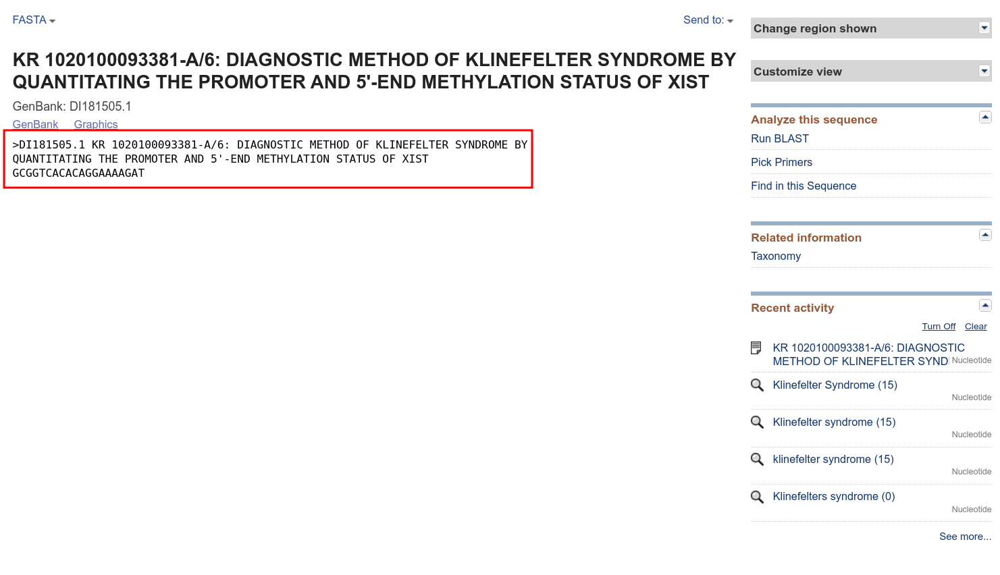 FASTA
Send to:
KR 1020100093381-A/6: DIAGNOSTIC METHOD OF KLINEFELTER SYNDROME BY
QUANTITATING THE PROMOTER AND 5'-END METHYLATION STATUS OF XIST
GenBank: DI181505.1
GenBank Graphics
>DI181505.1 KR 1020100093381-A/6: DIAGNOSTIC METHOD OF KLINEFELTER SYNDROME BY
QUANTITATING THE PROMOTER AND 5'-END METHYLATION STATUS OF XIST
GCGGTCACACAGGAAAAGAT
Change region shown
Customize view
Analyze this sequence
Run BLAST
Pick Primers
Find in this Sequence
Related information
Taxonomy
Recent activity
Turn Off Clear
KR 1020100093381-A/6: DIAGNOSTIC
METHOD OF KLINEFELTER SYND Nucleotide
Klinefelter Syndrome (15)
Nucleotide
Klinefelter syndrome (15)
Nucleotide
klinefelter syndrome (15)
Nucleotide
Klinefelters syndrome (0)
Nucleotide
See more...